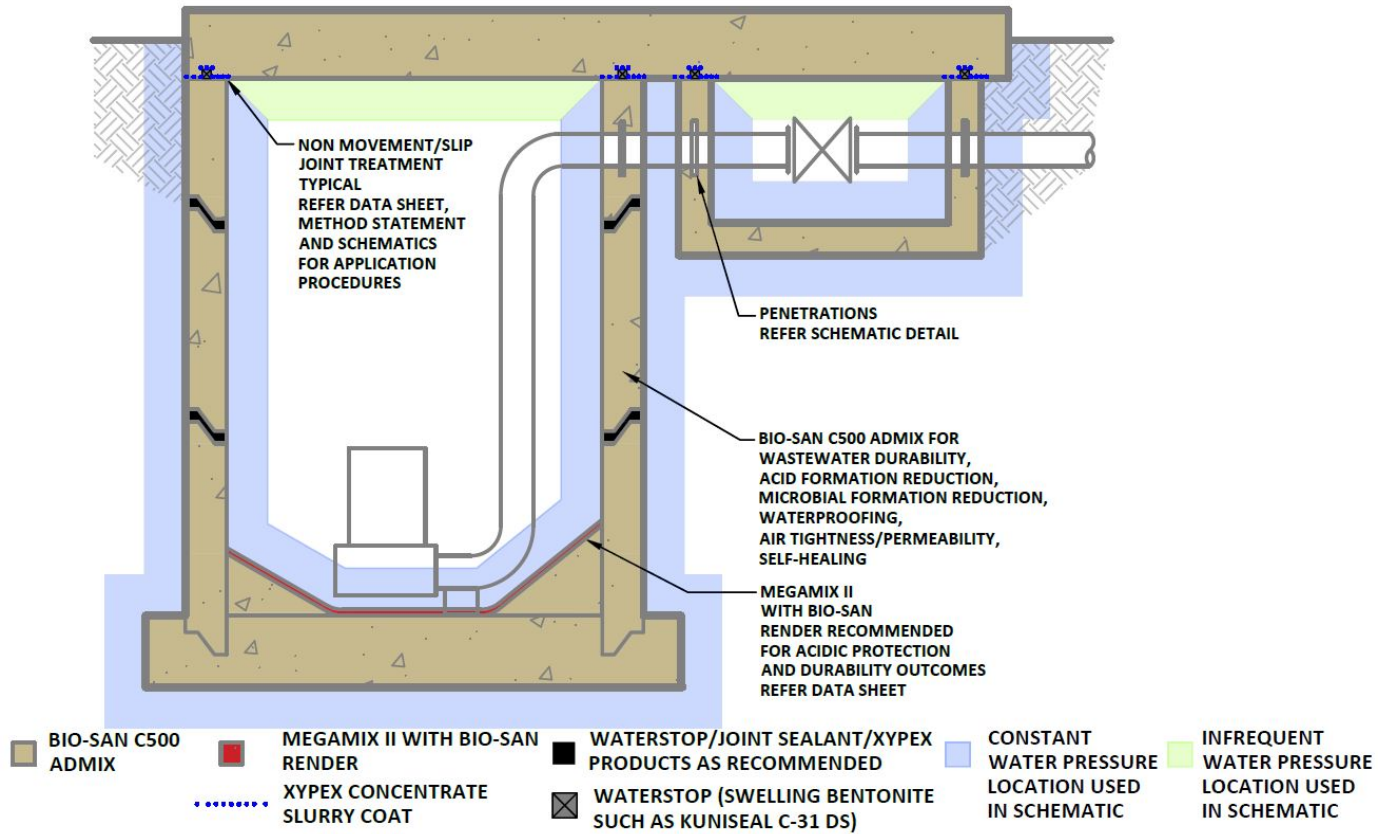 NON MOVEMENT/SLIP
JOINT TREATMENT
TYPICAL
REFER DATA SHEET,
METHOD STATEMENT
AND SCHEMATICS
FOR APPLICATION
PROCEDURES
PENETRATIONS
REFER SCHEMATIC DETAIL
BIO-SAN C500 ADMIX FOR
WASTEWATER DURABILITY,
ACID FORMATION REDUCTION,
MICROBIAL FORMATION REDUCTION,
WATERPROOFING,
AIR TIGHTNESS/PERMEABILITY,
SELF-HEALING
MEGAMIX II
WITH BIO-SAN
RENDER RECOMMENDED
FOR ACIDIC PROTECTION
AND DURABILITY OUTCOMES
REFER DATA SHEET
BIO-SAN C500
ADMIX
MEGAMIX II WITH BIO-SAN
RENDER
XYPEX CONCENTRATE
SLURRY COAT
WATERSTOP/JOINT SEALANT/XYPEX
PRODUCTS AS RECOMMENDED
WATERSTOP (SWELLING BENTONITE
SUCH AS KUNISEAL C-31 DS)
CONSTANT
WATER PRESSURE
LOCATION USED
IN SCHEMATIC
INFREQUENT
WATER PRESSURE
LOCATION USED
IN SCHEMATIC